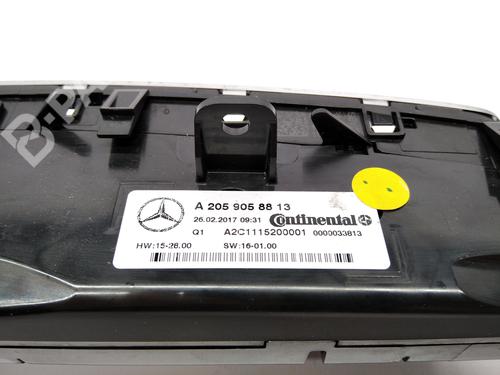 B-PA
A 205 905 88 13
26.02.2017 09:31 Continental
Q1 A2C1115200001 0000033813
HW:15-26.00 SW:16-01.00